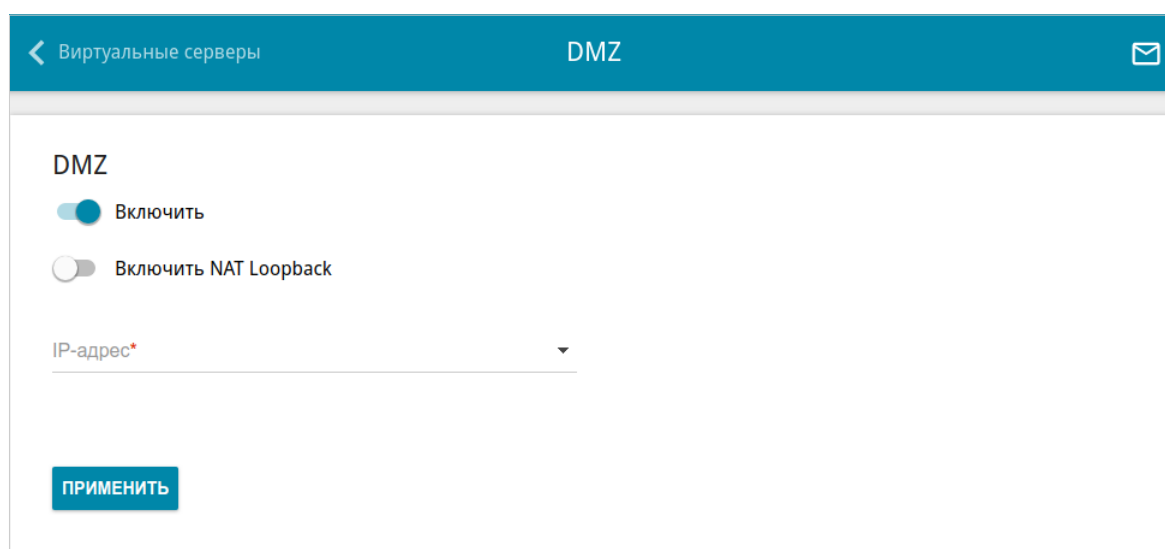 Виртуальные серверы DMZ
DMZ
Включить
Включить NAT Loopback
IP-адрес*
ПРИМЕНИТЬ